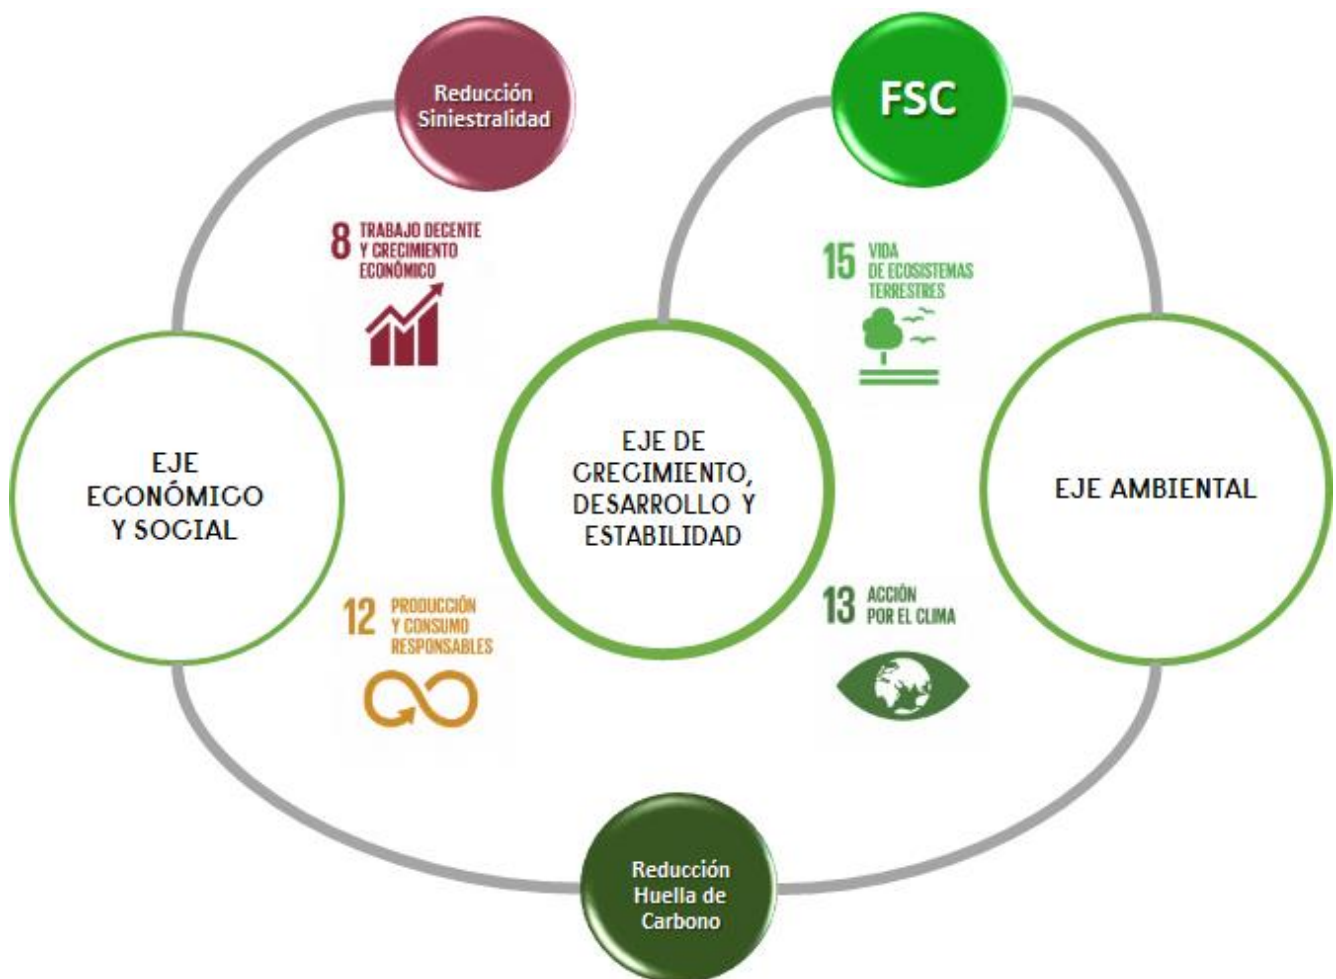 Reducción
Siniestralidad
FSC
8 TRABAJO DECENTE
Y CRECIMIENTO
ECONÓMICO
15 VIDA
DE ECOSISTEMAS
TERRESTRES
EJE
ECONÓMICO
Y SOCIAL
EJE DE
CRECIMIENTO,
DESARROLLO Y
ESTABILIDAD
EJE AMBIENTAL
12 PRODUCCIÓN
Y CONSUMO
RESPONSABLES
13 ACCIÓN
POR EL CLIMA
Reducción
Huella de
Carbono